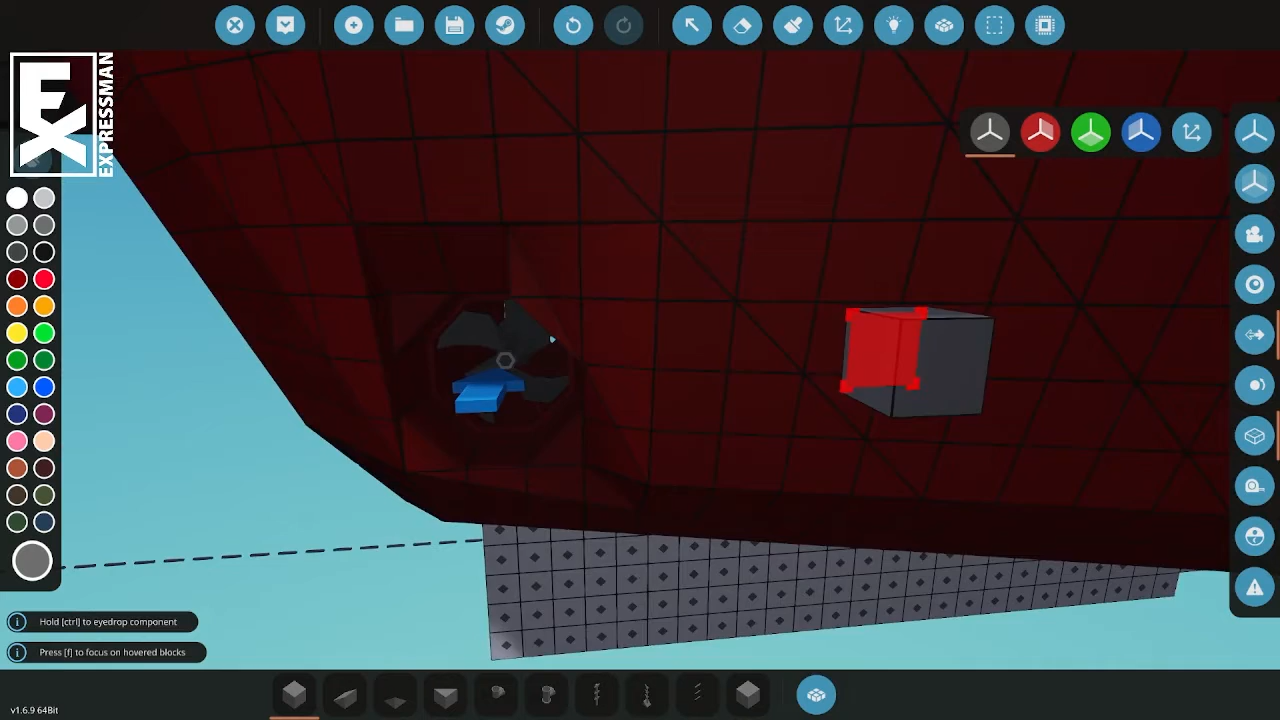 EX
EXPRESSMAN
Hold [ctrl] to eyedrop component
Press [f] to focus on hovered blocks
v1.6.9 64Bit